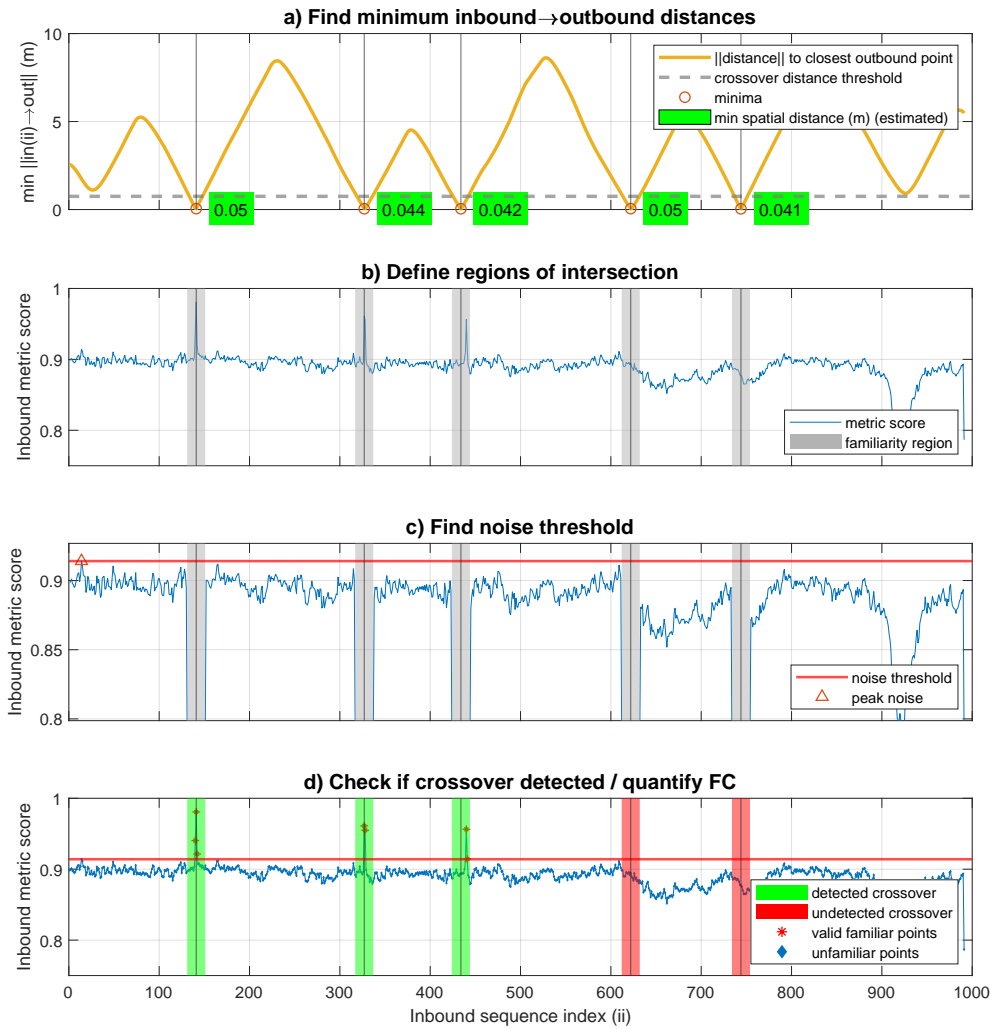 a) Find minimum inbound→outbound distances
min ||in(ii)→out|| (m)
10
5
0
||distance|| to closest outbound point
crossover distance threshold
minima
min spatial distance (m) (estimated)
0.05
0.044
0.042
0.05
0.041
b) Define regions of intersection
Inbound metric score
1
0.9
0.8
metric score
familiarity region
c) Find noise threshold
Inbound metric score
0.9
0.85
0.8
noise threshold
peak noise
d) Check if crossover detected / quantify FC
Inbound metric score
1
0.9
0.8
detected crossover
undetected crossover
valid familiar points
unfamiliar points
0
100
200
300
400
500
600
700
800
900
1000
Inbound sequence index (ii)